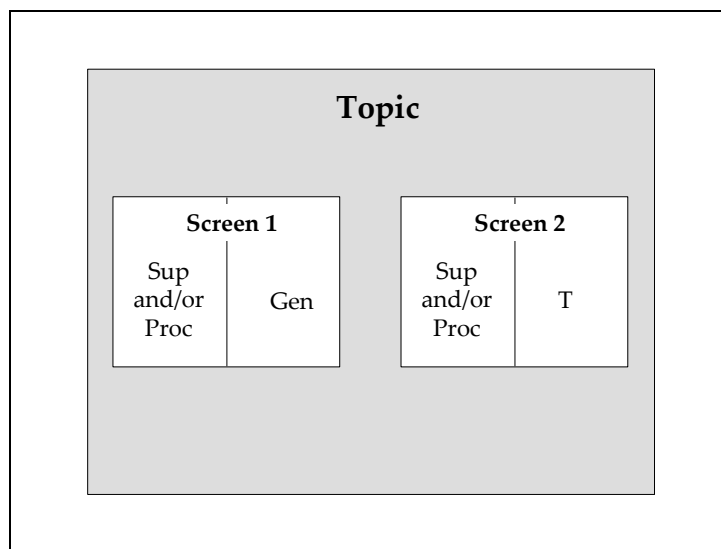 Topic
Screen 1
Sup
and/or
Proc
Gen
Screen 2
Sup
and/or
Proc
T